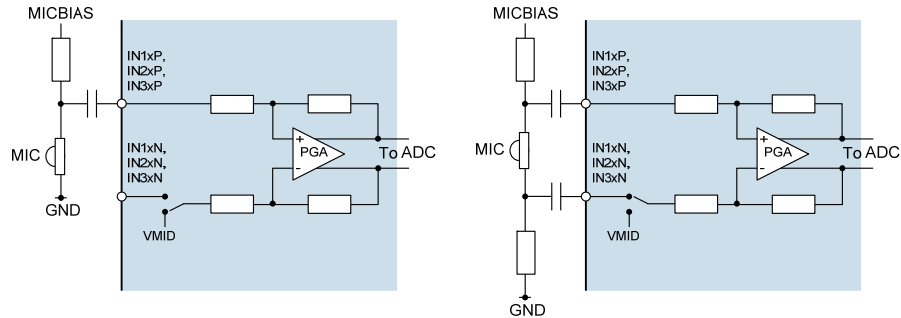 MICBIAS
IN1xP,
IN2xP,
IN3xP
MIC
+
PGA
-
To ADC
IN1xN,
IN2xN,
IN3xN
GND
VMID
MICBIAS
IN1xP,
IN2xP,
IN3xP
MIC
+
PGA
-
To ADC
IN1xN,
IN2xN,
IN3xN
VMID
GND